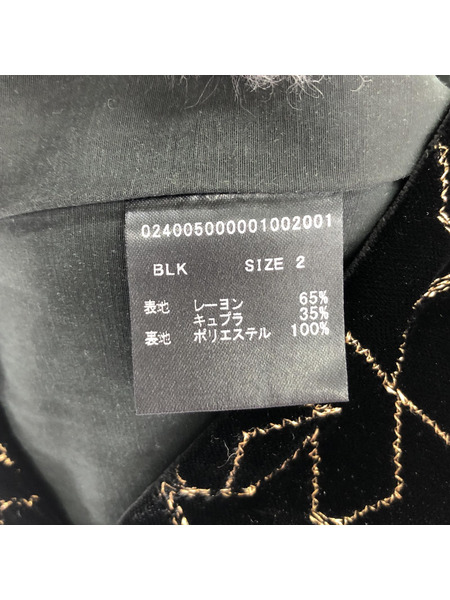 024005000001002001
BLK SIZE 2
表地 レーヨン 65%
キュプラ 35%
裏地 ポリエステル 100%